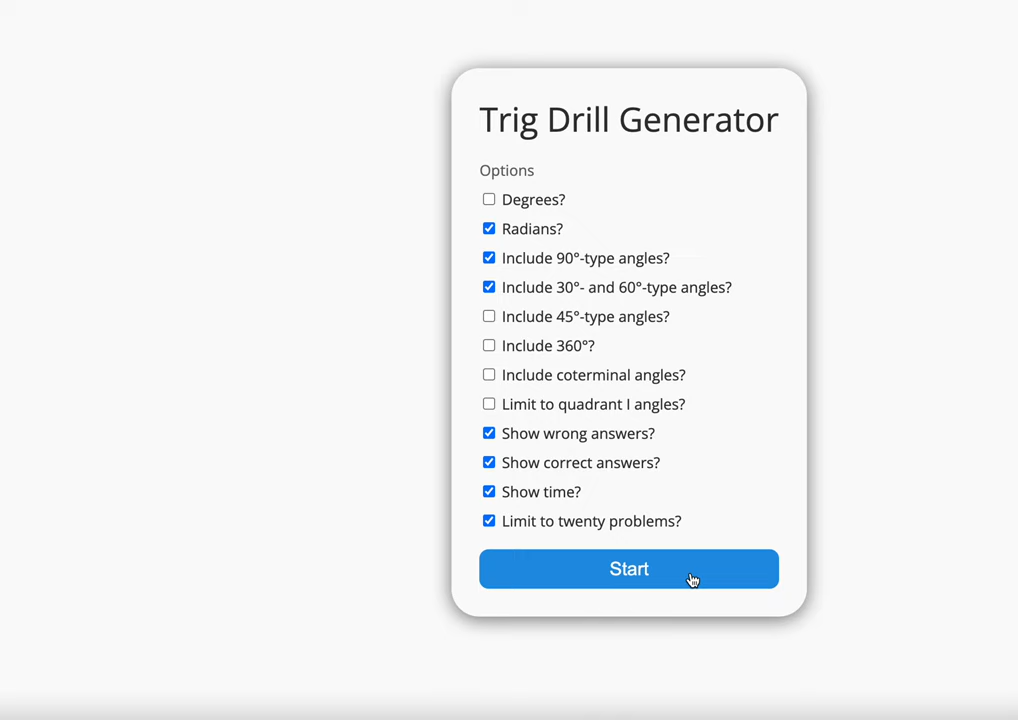 Trig Drill Generator
Options
Degrees?
Radians?
Include 90°-type angles?
Include 30°- and 60°-type angles?
Include 45°-type angles?
Include 360°?
Include coterminal angles?
Limit to quadrant I angles?
Show wrong answers?
Show correct answers?
Show time?
Limit to twenty problems?
Start